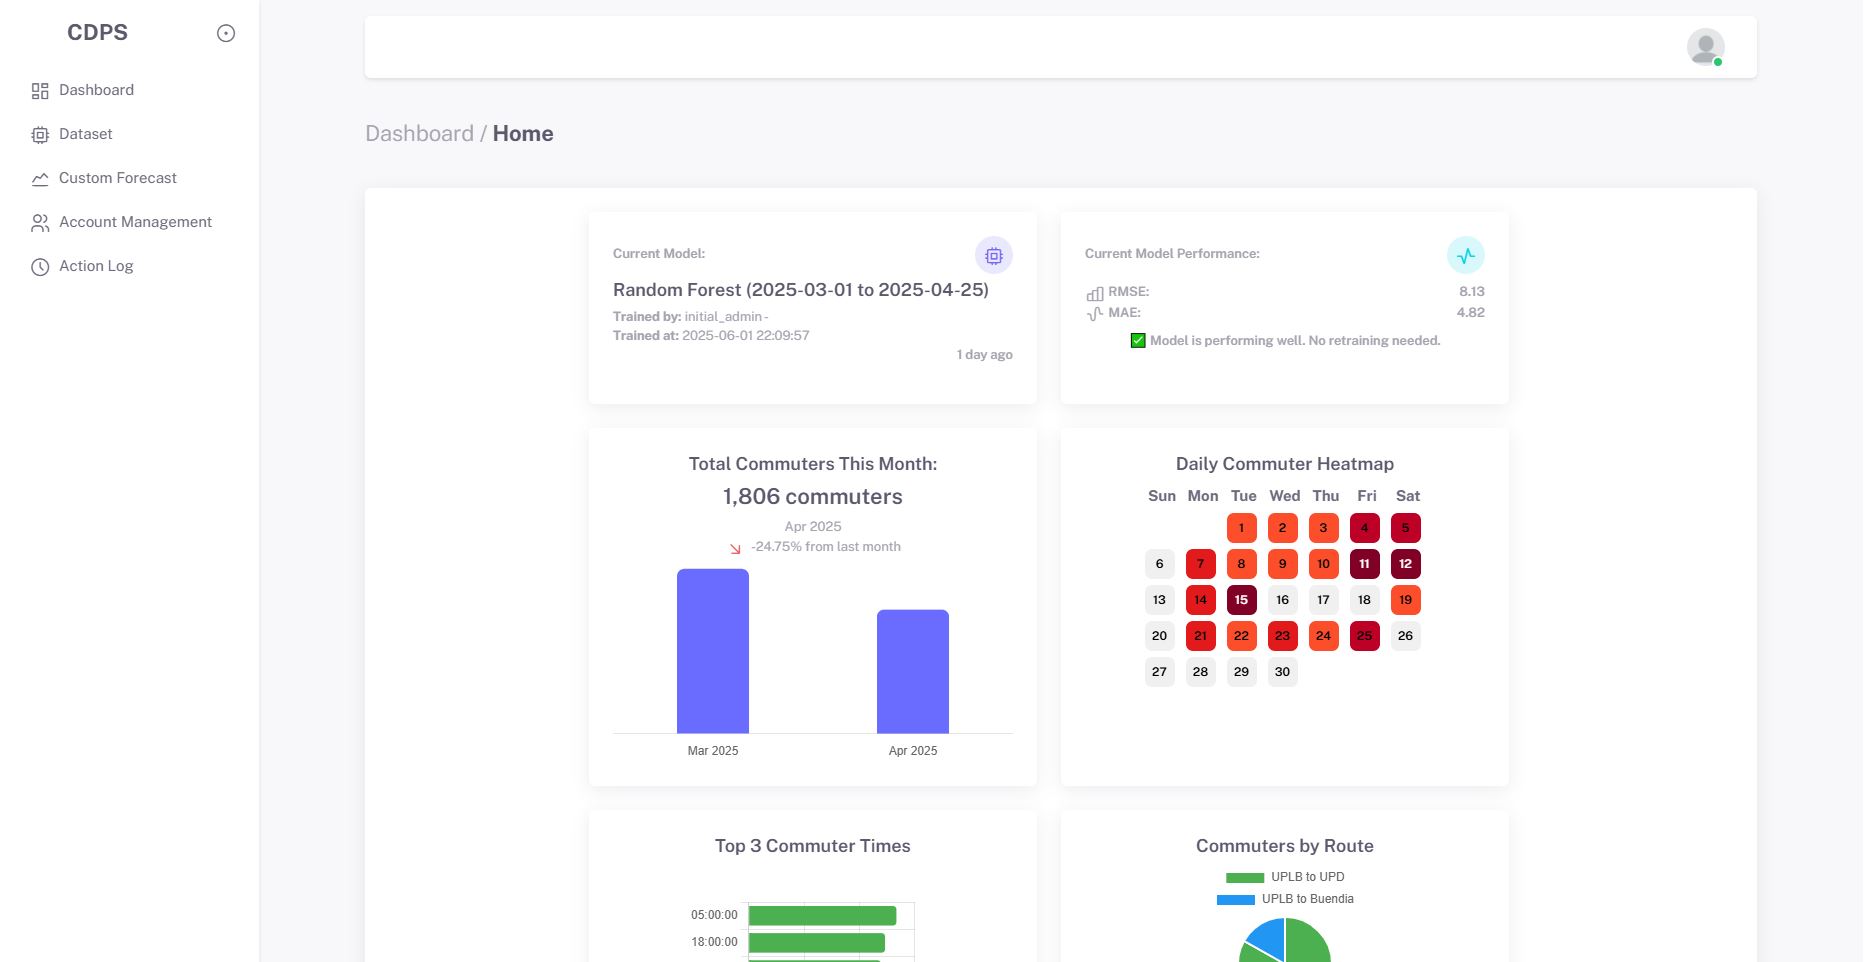 CDPS
Dashboard
Dataset
Custom Forecast
Account Management
Action Log
Dashboard / Home
Current Model:
Random Forest (2025-03-01 to 2025-04-25)
Trained by: initial_admin -
Trained at: 2025-06-01 22:09:57
1 day ago
Current Model Performance:
RMSE: 8.13
MAE: 4.82
Model is performing well. No retraining needed.
Total Commuters This Month:
1,806 commuters
Apr 2025
-24.75% from last month
Mar 2025 Apr 2025
Daily Commuter Heatmap
Sun Mon Tue Wed Thu Fri Sat
1 2 3 4 5
6 7 8 9 10 11 12
13 14 15 16 17 18 19
20 21 22 23 24 25 26
27 28 29 30
Top 3 Commuter Times
05:00:00
18:00:00
Commuters by Route
UPLB to UPD
UPLB to Buendia